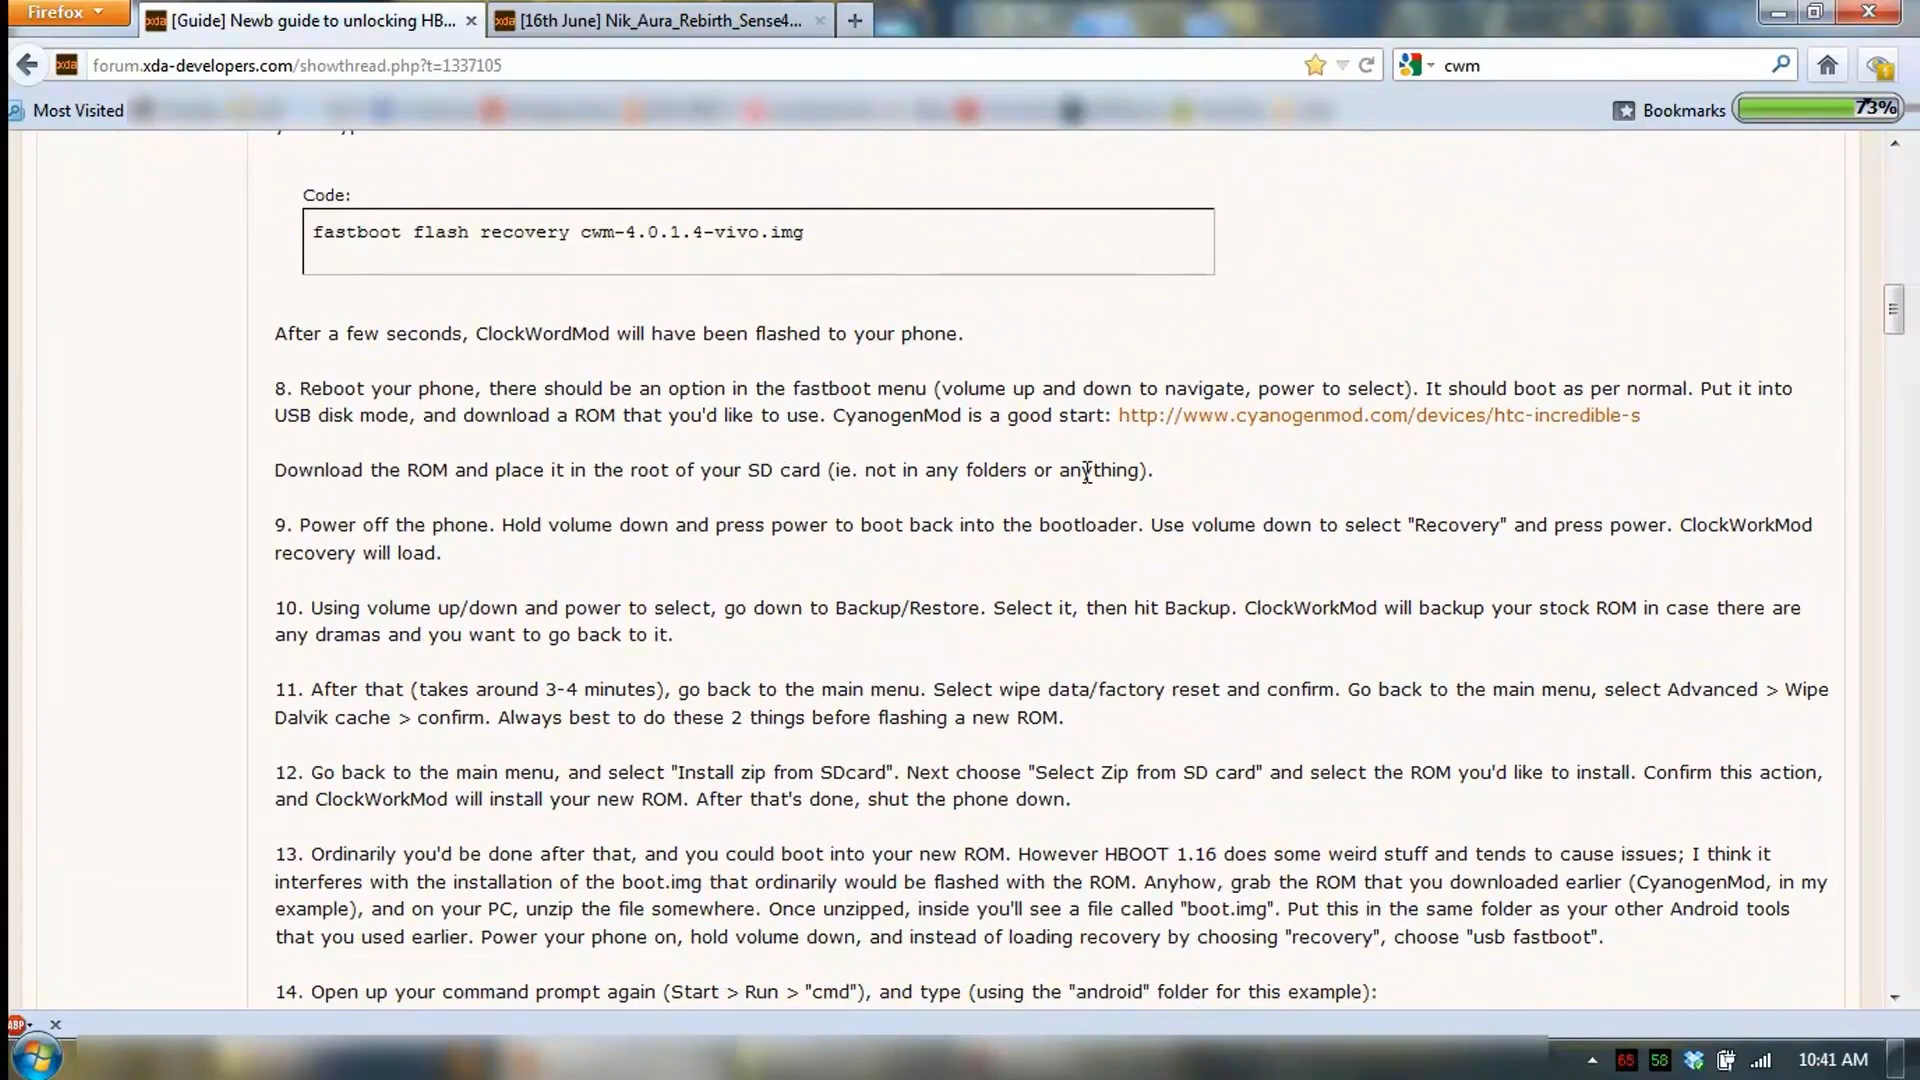 Firefox
[Guide] Newb guide to unlocking HB...
[16th June] Nik_Aura_Rebirth_Sense4...
forum.xda-developers.com/showthread.php?t=1337105
cwm
Most Visited
Bookmarks
73%
Code:
fastboot flash recovery cwm-4.0.1.4-vivo.img
After a few seconds, ClockWordMod will have been flashed to your phone.
8. Reboot your phone, there should be an option in the fastboot menu (volume up and down to navigate, power to select). It should boot as per normal. Put it into
USB disk mode, and download a ROM that you'd like to use. CyanogenMod is a good start: http://www.cyanogenmod.com/devices/htc-incredible-s
Download the ROM and place it in the root of your SD card (ie. not in any folders or anything).
9. Power off the phone. Hold volume down and press power to boot back into the bootloader. Use volume down to select "Recovery" and press power. ClockWorkMod
recovery will load.
10. Using volume up/down and power to select, go down to Backup/Restore. Select it, then hit Backup. ClockWorkMod will backup your stock ROM in case there are
any dramas and you want to go back to it.
11. After that (takes around 3-4 minutes), go back to the main menu. Select wipe data/factory reset and confirm. Go back to the main menu, select Advanced > Wipe
Dalvik cache > confirm. Always best to do these 2 things before flashing a new ROM.
12. Go back to the main menu, and select "Install zip from SDcard". Next choose "Select Zip from SD card" and select the ROM you'd like to install. Confirm this action,
and ClockWorkMod will install your new ROM. After that's done, shut the phone down.
13. Ordinarily you'd be done after that, and you could boot into your new ROM. However HBOOT 1.16 does some weird stuff and tends to cause issues; I think it
interferes with the installation of the boot.img that ordinarily would be flashed with the ROM. Anyhow, grab the ROM that you downloaded earlier (CyanogenMod, in my
example), and on your PC, unzip the file somewhere. Once unzipped, inside you'll see a file called "boot.img". Put this in the same folder as your other Android tools
that you used earlier. Power your phone on, hold volume down, and instead of loading recovery by choosing "recovery", choose "usb fastboot".
14. Open up your command prompt again (Start > Run > "cmd"), and type (using the "android" folder for this example):
ABP
65
58
10:41 AM